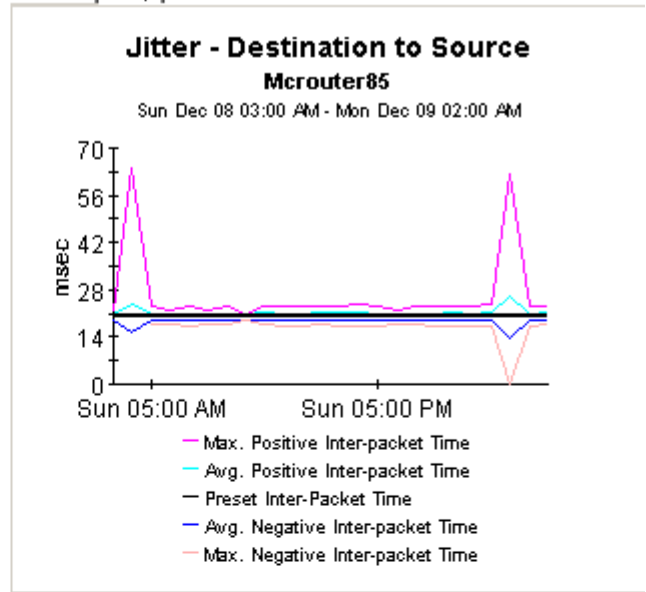 Jitter - Destination to Source
Mcrouter85
Sun Dec 08 03:00 AM - Mon Dec 09 02:00 AM
70
56
42
28
14
0
msec
Sun 05:00 AM Sun 05:00 PM
Max. Positive Inter-packet Time
Avg. Positive Inter-packet Time
Preset Inter-Packet Time
Avg. Negative Inter-packet Time
Max. Negative Inter-packet Time